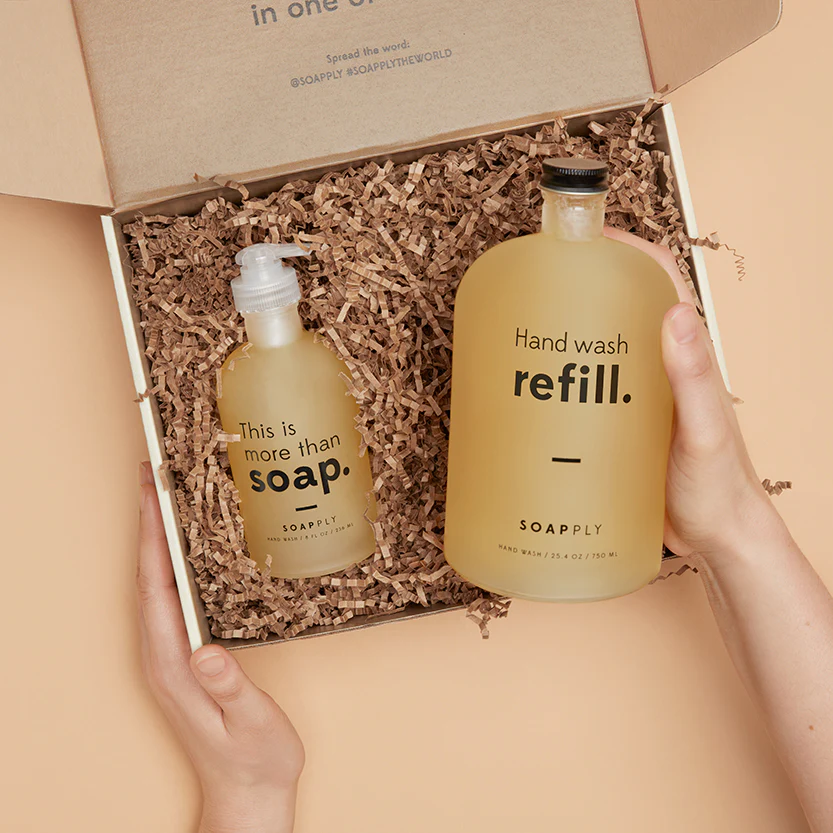 in one of
Spread the word:
@SOAPPLY #SOAPPLYTHEWORLD
This is
more than
soap.
SOAPPLY
HAND WASH / 8 FL OZ / 236 ML
Hand wash
refill.
SOAPPLY
HAND WASH / 25.4 OZ / 750 ML